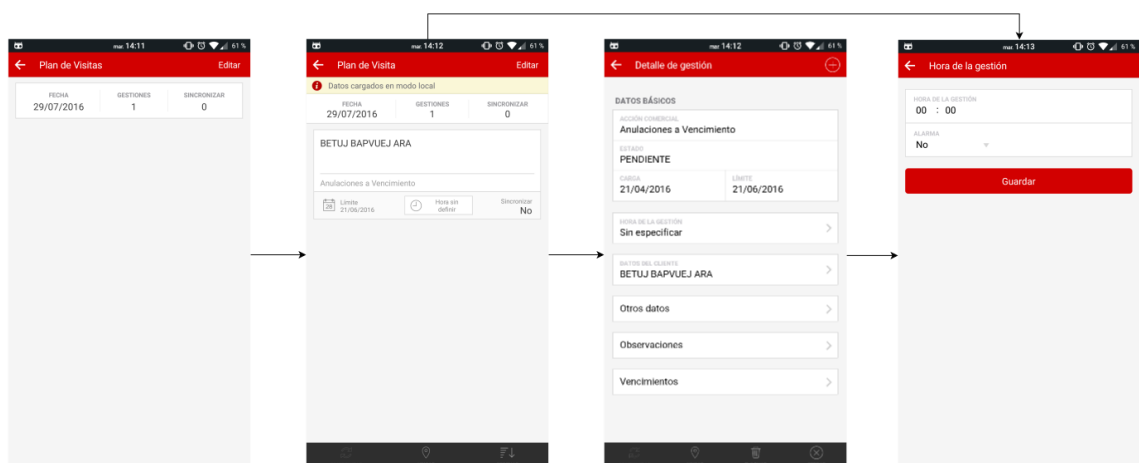 mar. 14:11 61 %
Plan de Visitas Editar
FECHA GESTIONES SINCRONIZAR
29/07/2016 1 0
mar. 14:12 61 %
Plan de Visita Editar
Datos cargados en modo local
FECHA GESTIONES SINCRONIZAR
29/07/2016 1 0
BETUJ BAPVUEJ ARA
Anulaciones a Vencimiento
28 Límite
21/06/2016
Hora sin
definir
Sincronizar
No
mar. 14:12 61 %
Detalle de gestión
DATOS BÁSICOS
ACCIÓN COMERCIAL
Anulaciones a Vencimiento
ESTADO
PENDIENTE
CARGA LÍMITE
21/04/2016 21/06/2016
HORA DE LA GESTIÓN
Sin especificar
DATOS DEL CLIENTE
BETUJ BAPVUEJ ARA
Otros datos
Observaciones
Vencimientos
mar. 14:13 61 %
Hora de la gestión
HORA DE LA GESTIÓN
00 : 00
ALARMA
No
Guardar